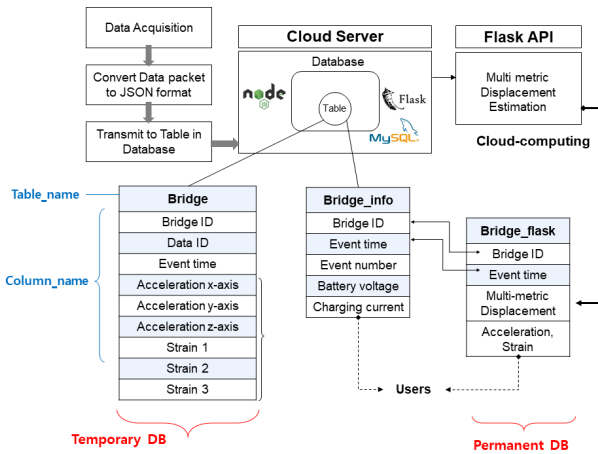 Data Acquisition
Convert Data packet
to JSON format
Transmit to Table in
Database
Cloud Server
Database
node
JS
Table
Flask
MySQL
Flask API
Multi metric
Displacement
Estimation
Cloud-computing
Table_name
Column_name
Bridge
Bridge ID
Data ID
Event time
Acceleration x-axis
Acceleration y-axis
Acceleration z-axis
Strain 1
Strain 2
Strain 3
Temporary DB
Bridge_info
Bridge ID
Event time
Event number
Battery voltage
Charging current
Bridge_flask
Bridge ID
Event time
Multi-metric
Displacement
Acceleration,
Strain
Users
Permanent DB